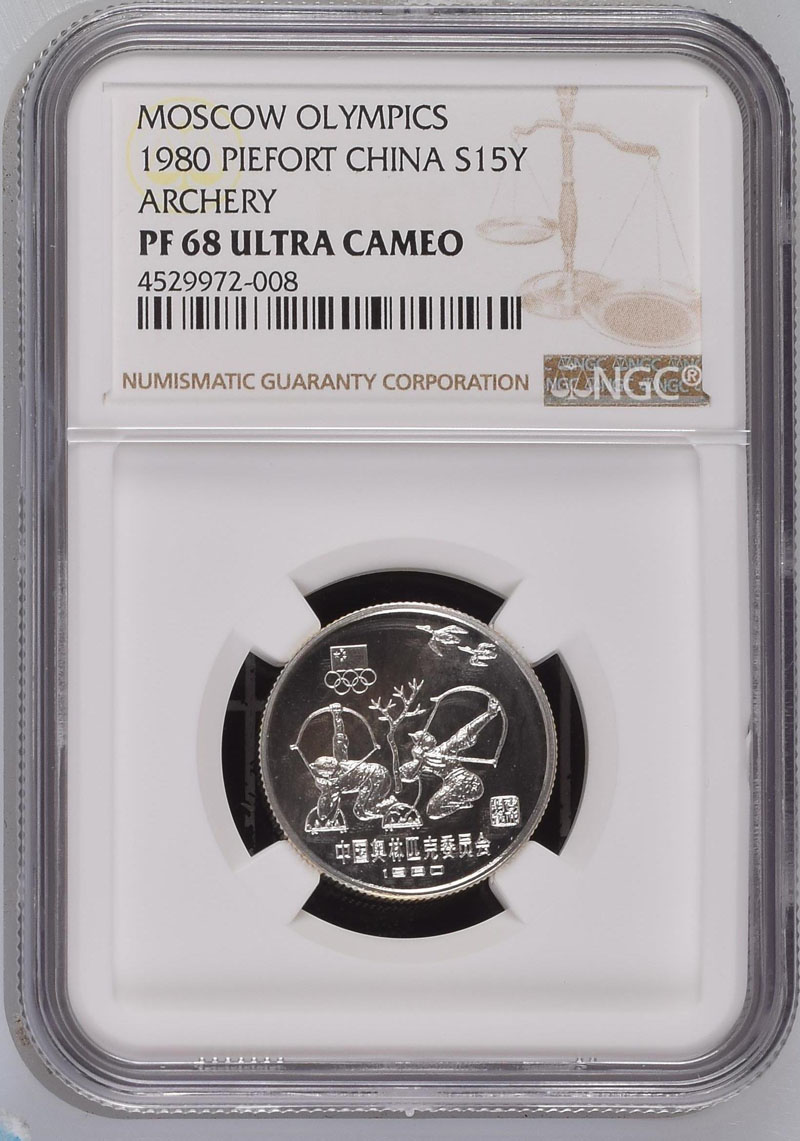 MOSCOW OLYMPICS
1980 PIEFORT CHINA S15Y
ARCHERY
PF 68 ULTRA CAMEO
4529972-008
NUMISMATIC GUARANTY CORPORATION
NGC®
中国奥林匹克委员会
1980